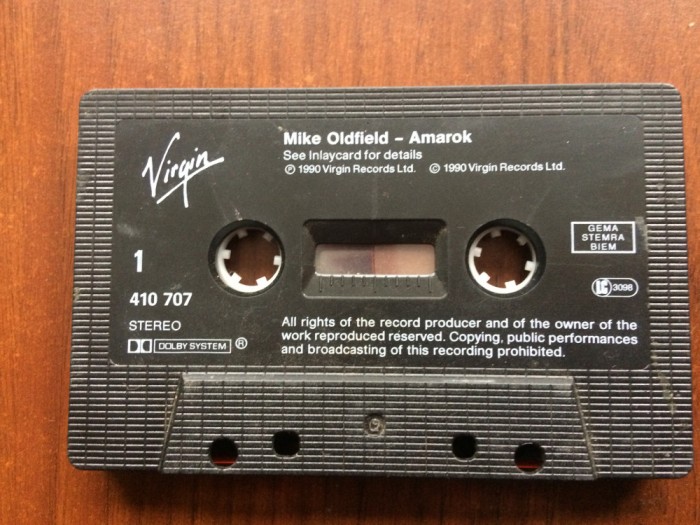 Virgin
Mike Oldfield – Amarok
See Inlaycard for details
℗ 1990 Virgin Records Ltd. © 1990 Virgin Records Ltd.
GEMA
STEMRA
BIEM
1
LC 3098
410 707
STEREO
DOLBY SYSTEM ®
All rights of the record producer and of the owner of the
work reproduced reserved. Copying, public performances
and broadcasting of this recording prohibited.